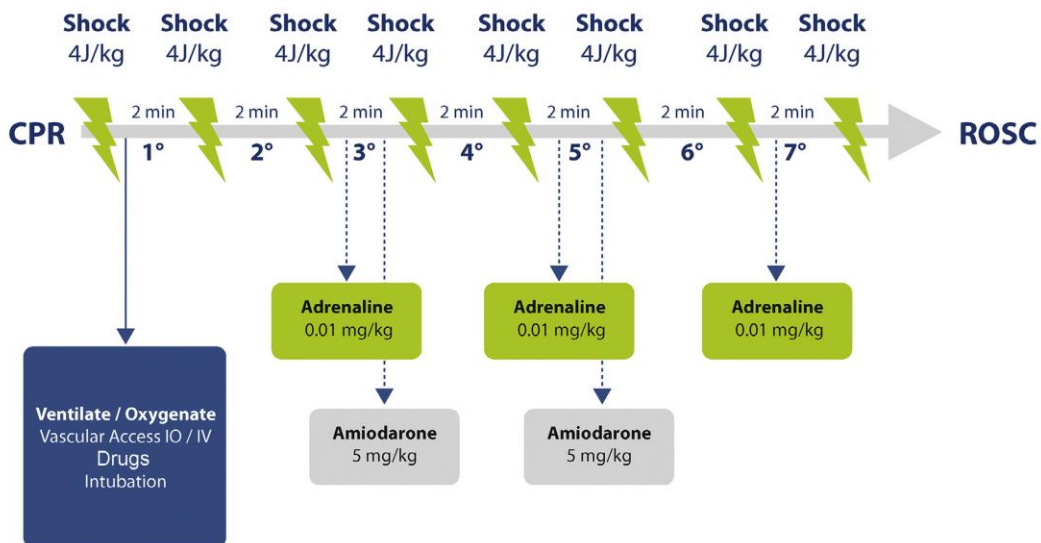 Shock Shock Shock Shock Shock Shock Shock Shock
4J/kg 4J/kg 4J/kg 4J/kg 4J/kg 4J/kg 4J/kg 4J/kg
2 min 2 min 2 min 2 min 2 min 2 min 2 min
CPR ROSC
1° 2° 3° 4° 5° 6° 7°
Adrenaline Adrenaline Adrenaline
0.01 mg/kg 0.01 mg/kg 0.01 mg/kg
Ventilate / Oxygenate
Vascular Access IO / IV
Drugs
Intubation
Amiodarone Amiodarone
5 mg/kg 5 mg/kg